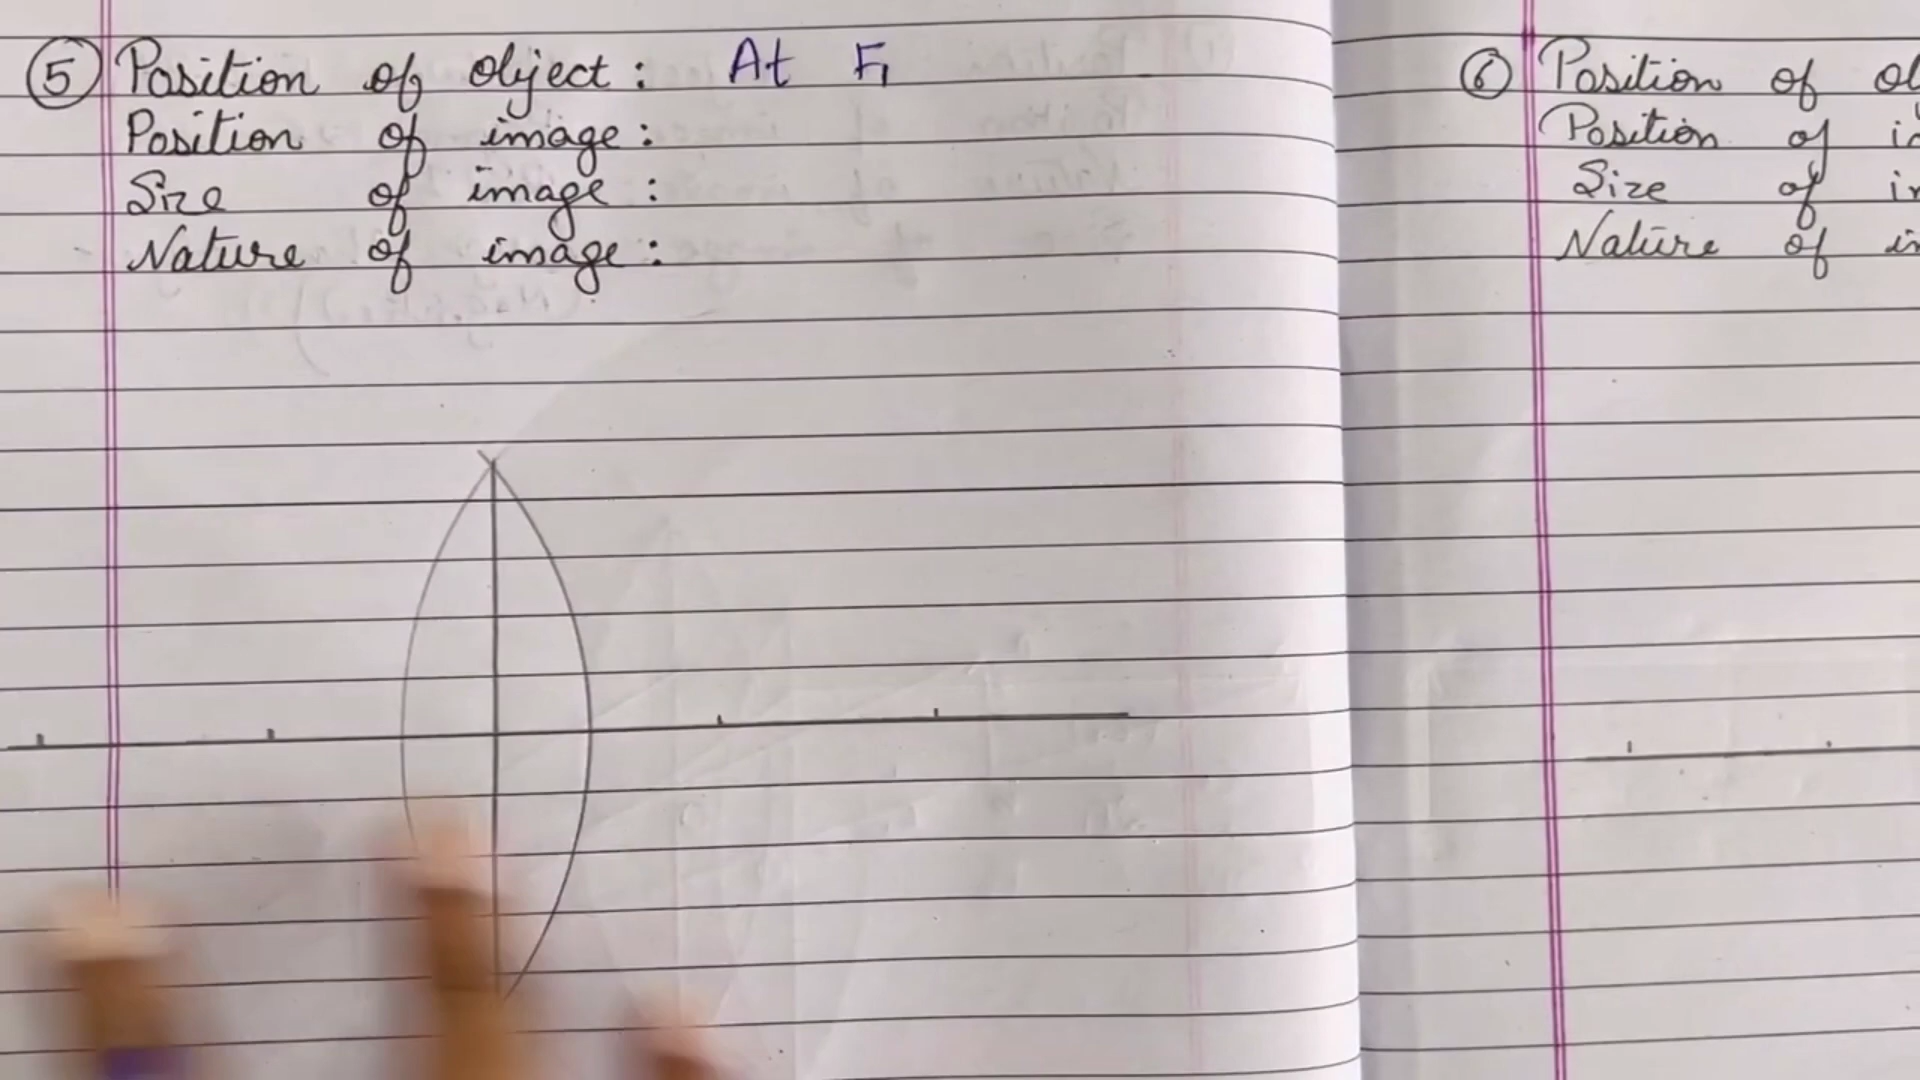 5 Position of object: At F1
Position of image:
Size of image:
Nature of image:
6 Position of
Position of
Size of
Nature of